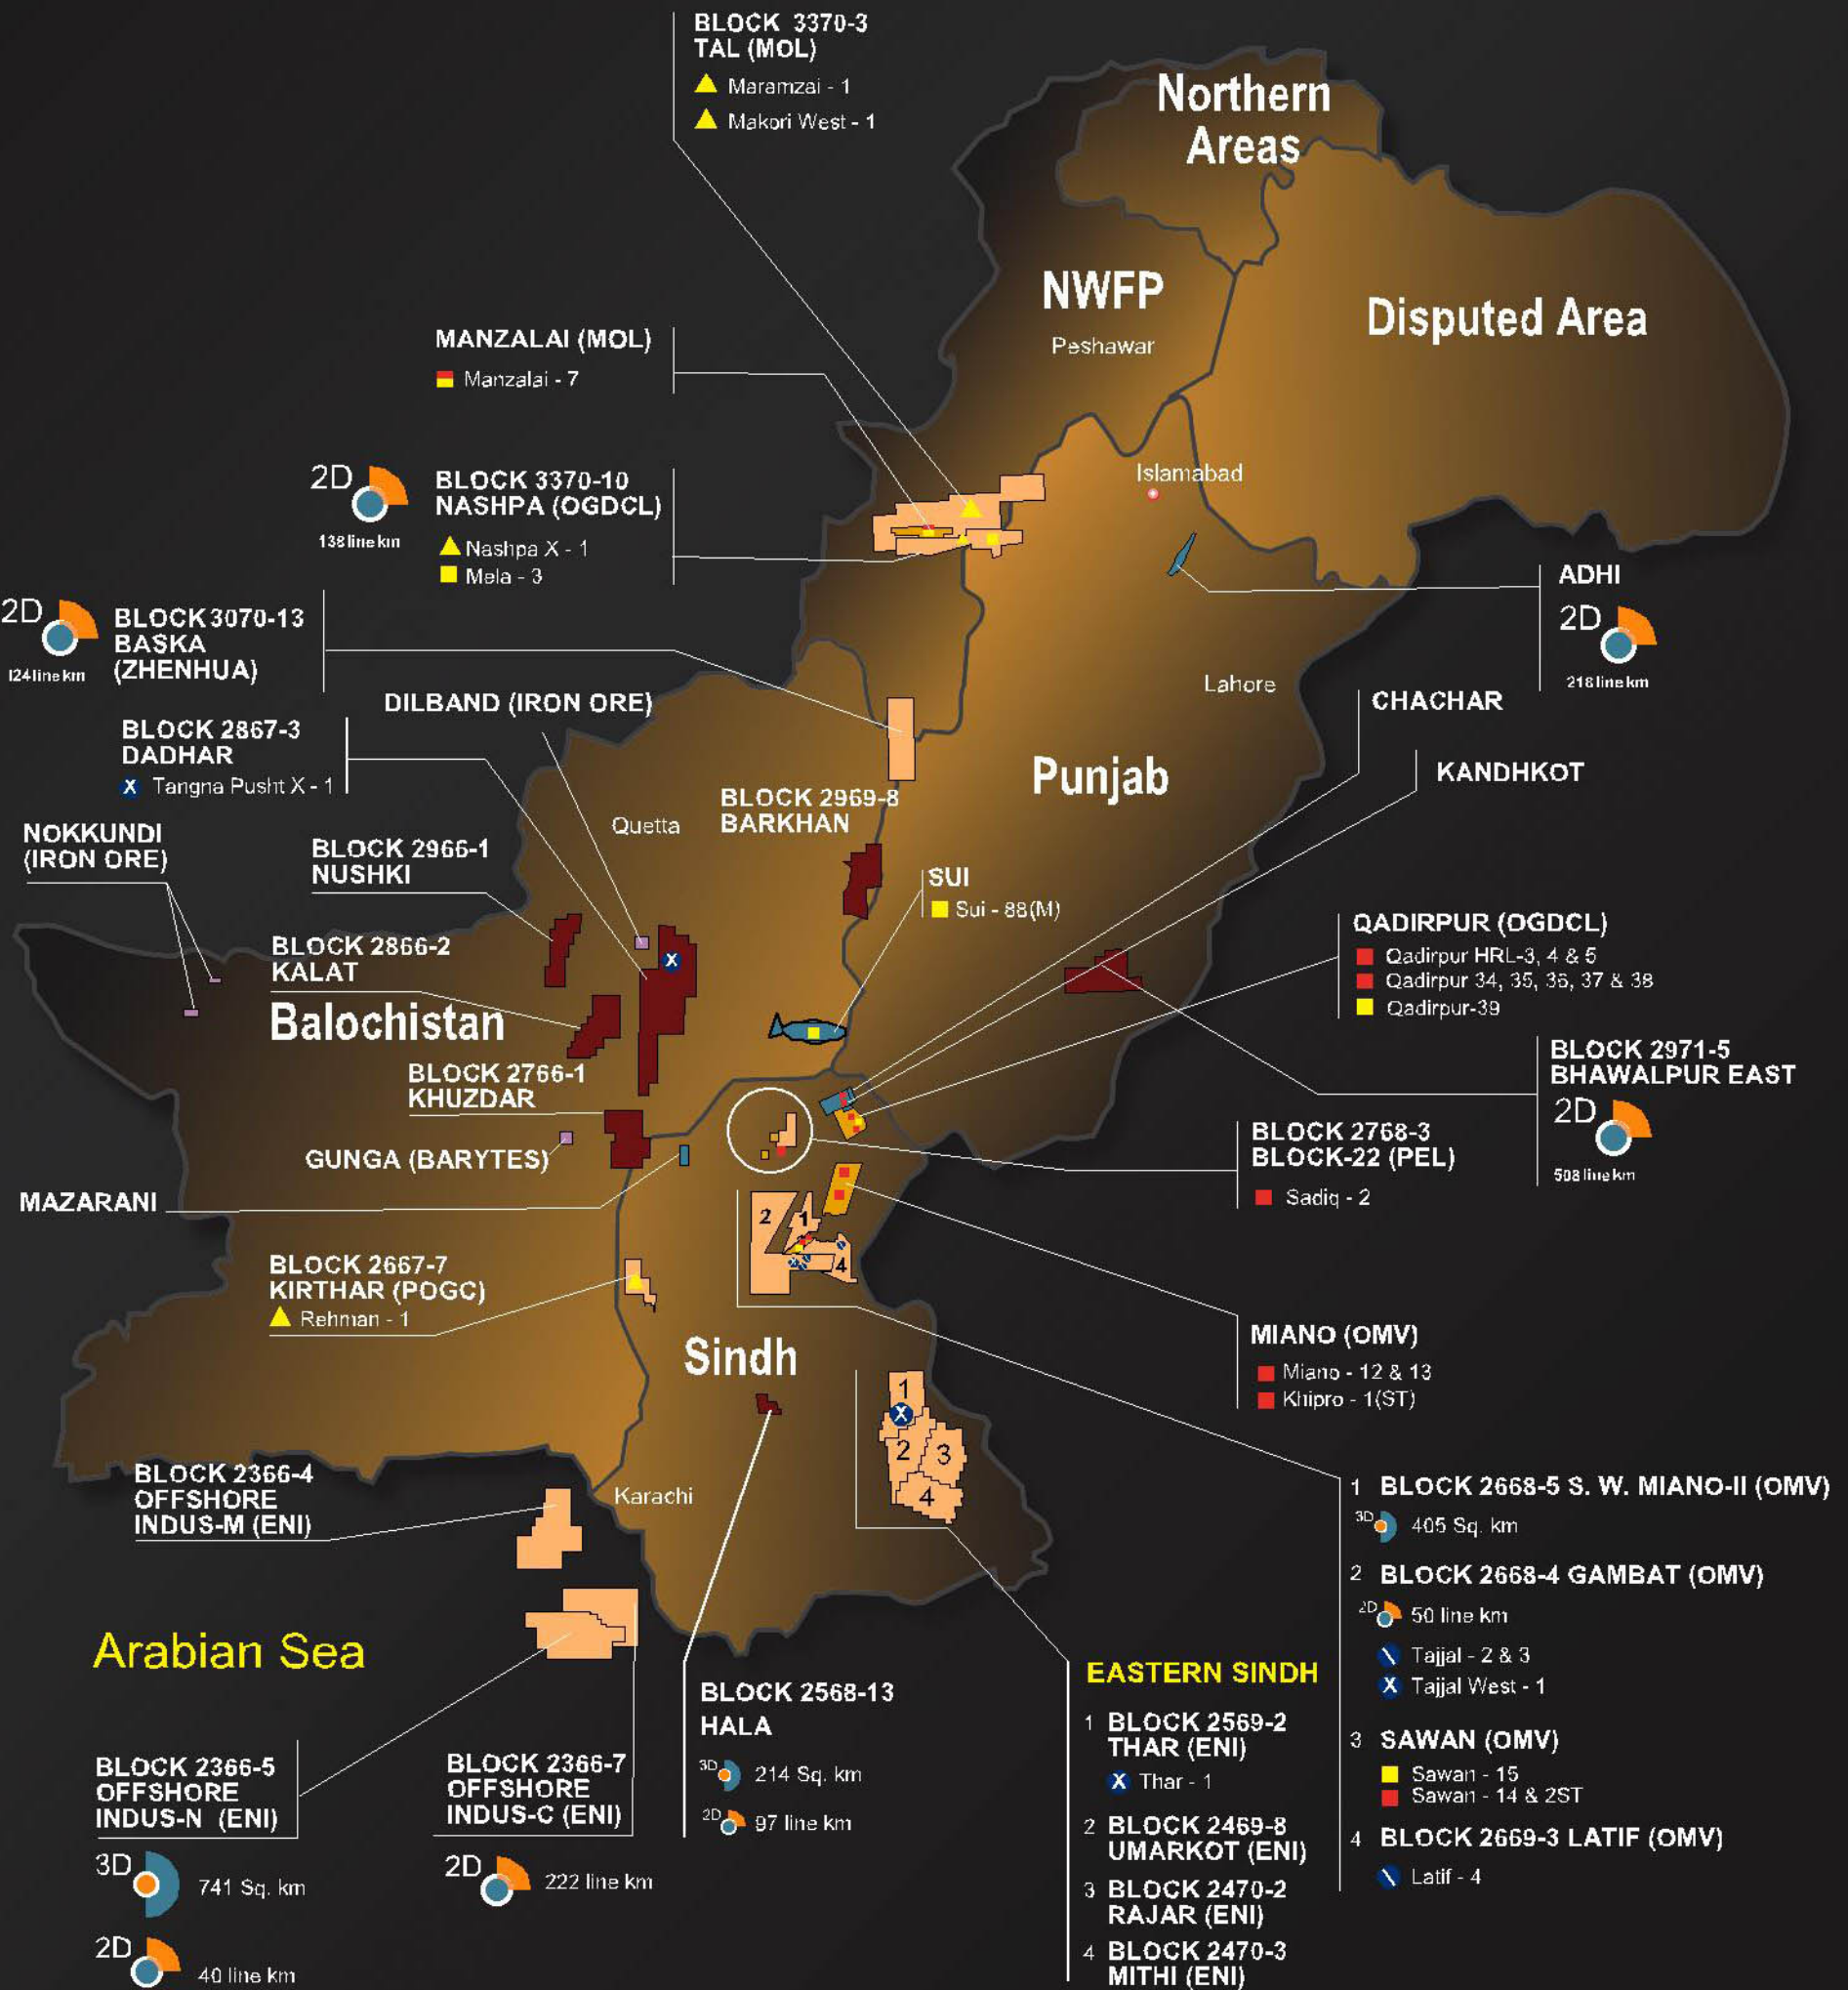 BLOCK 3370-3
TAL (MOL)
Maramzai - 1
Makori West - 1
Northern
Areas
NWFP
Peshawar
Disputed Area
MANZALAI (MOL)
Manzalai - 7
2D
138 line km
BLOCK 3370-10
NASHPA (OGDCL)
Nashpa X - 1
Mela - 3
Islamabad
ADHI
2D
218 line km
2D
124 line km
BLOCK 3070-13
BASKA
(ZHENHUA)
Lahore
DILBAND (IRON ORE)
CHACHAR
BLOCK 2867-3
DADHAR
X Tangna Pusht X - 1
KANDHKOT
Punjab
BLOCK 2969-8
BARKHAN
Quetta
NOKKUNDI
(IRON ORE)
BLOCK 2966-1
NUSHKI
SUI
Sui - 88(M)
QADIRPUR (OGDCL)
Qadirpur HRL-3, 4 & 5
Qadirpur 34, 35, 36, 37 & 38
Qadirpur-39
BLOCK 2866-2
KALAT
X
Balochistan
BLOCK 2971-5
BHAWALPUR EAST
2D
508 line km
BLOCK 2766-1
KHUZDAR
GUNGA (BARYTES)
BLOCK 2768-3
BLOCK-22 (PEL)
Sadiq - 2
MAZARANI
2
1
4
BLOCK 2667-7
KIRTHAR (POGC)
Rehman - 1
MIANO (OMV)
Miano - 12 & 13
Khipro - 1(ST)
Sindh
1
X
2
3
4
BLOCK 2366-4
OFFSHORE
INDUS-M (ENI)
Karachi
1 BLOCK 2668-5 S. W. MIANO-II (OMV)
3D 405 Sq. km
2 BLOCK 2668-4 GAMBAT (OMV)
2D 50 line km
Tajjal - 2 & 3
X Tajjal West - 1
3 SAWAN (OMV)
Sawan - 15
Sawan - 14 & 2ST
4 BLOCK 2669-3 LATIF (OMV)
Latif - 4
Arabian Sea
BLOCK 2366-5
OFFSHORE
INDUS-N (ENI)
3D 741 Sq. km
2D 40 line km
BLOCK 2366-7
OFFSHORE
INDUS-C (ENI)
2D 222 line km
BLOCK 2568-13
HALA
3D 214 Sq. km
2D 97 line km
EASTERN SINDH
1 BLOCK 2569-2
THAR (ENI)
X Thar - 1
2 BLOCK 2469-8
UMARKOT (ENI)
3 BLOCK 2470-2
RAJAR (ENI)
4 BLOCK 2470-3
MITHI (ENI)